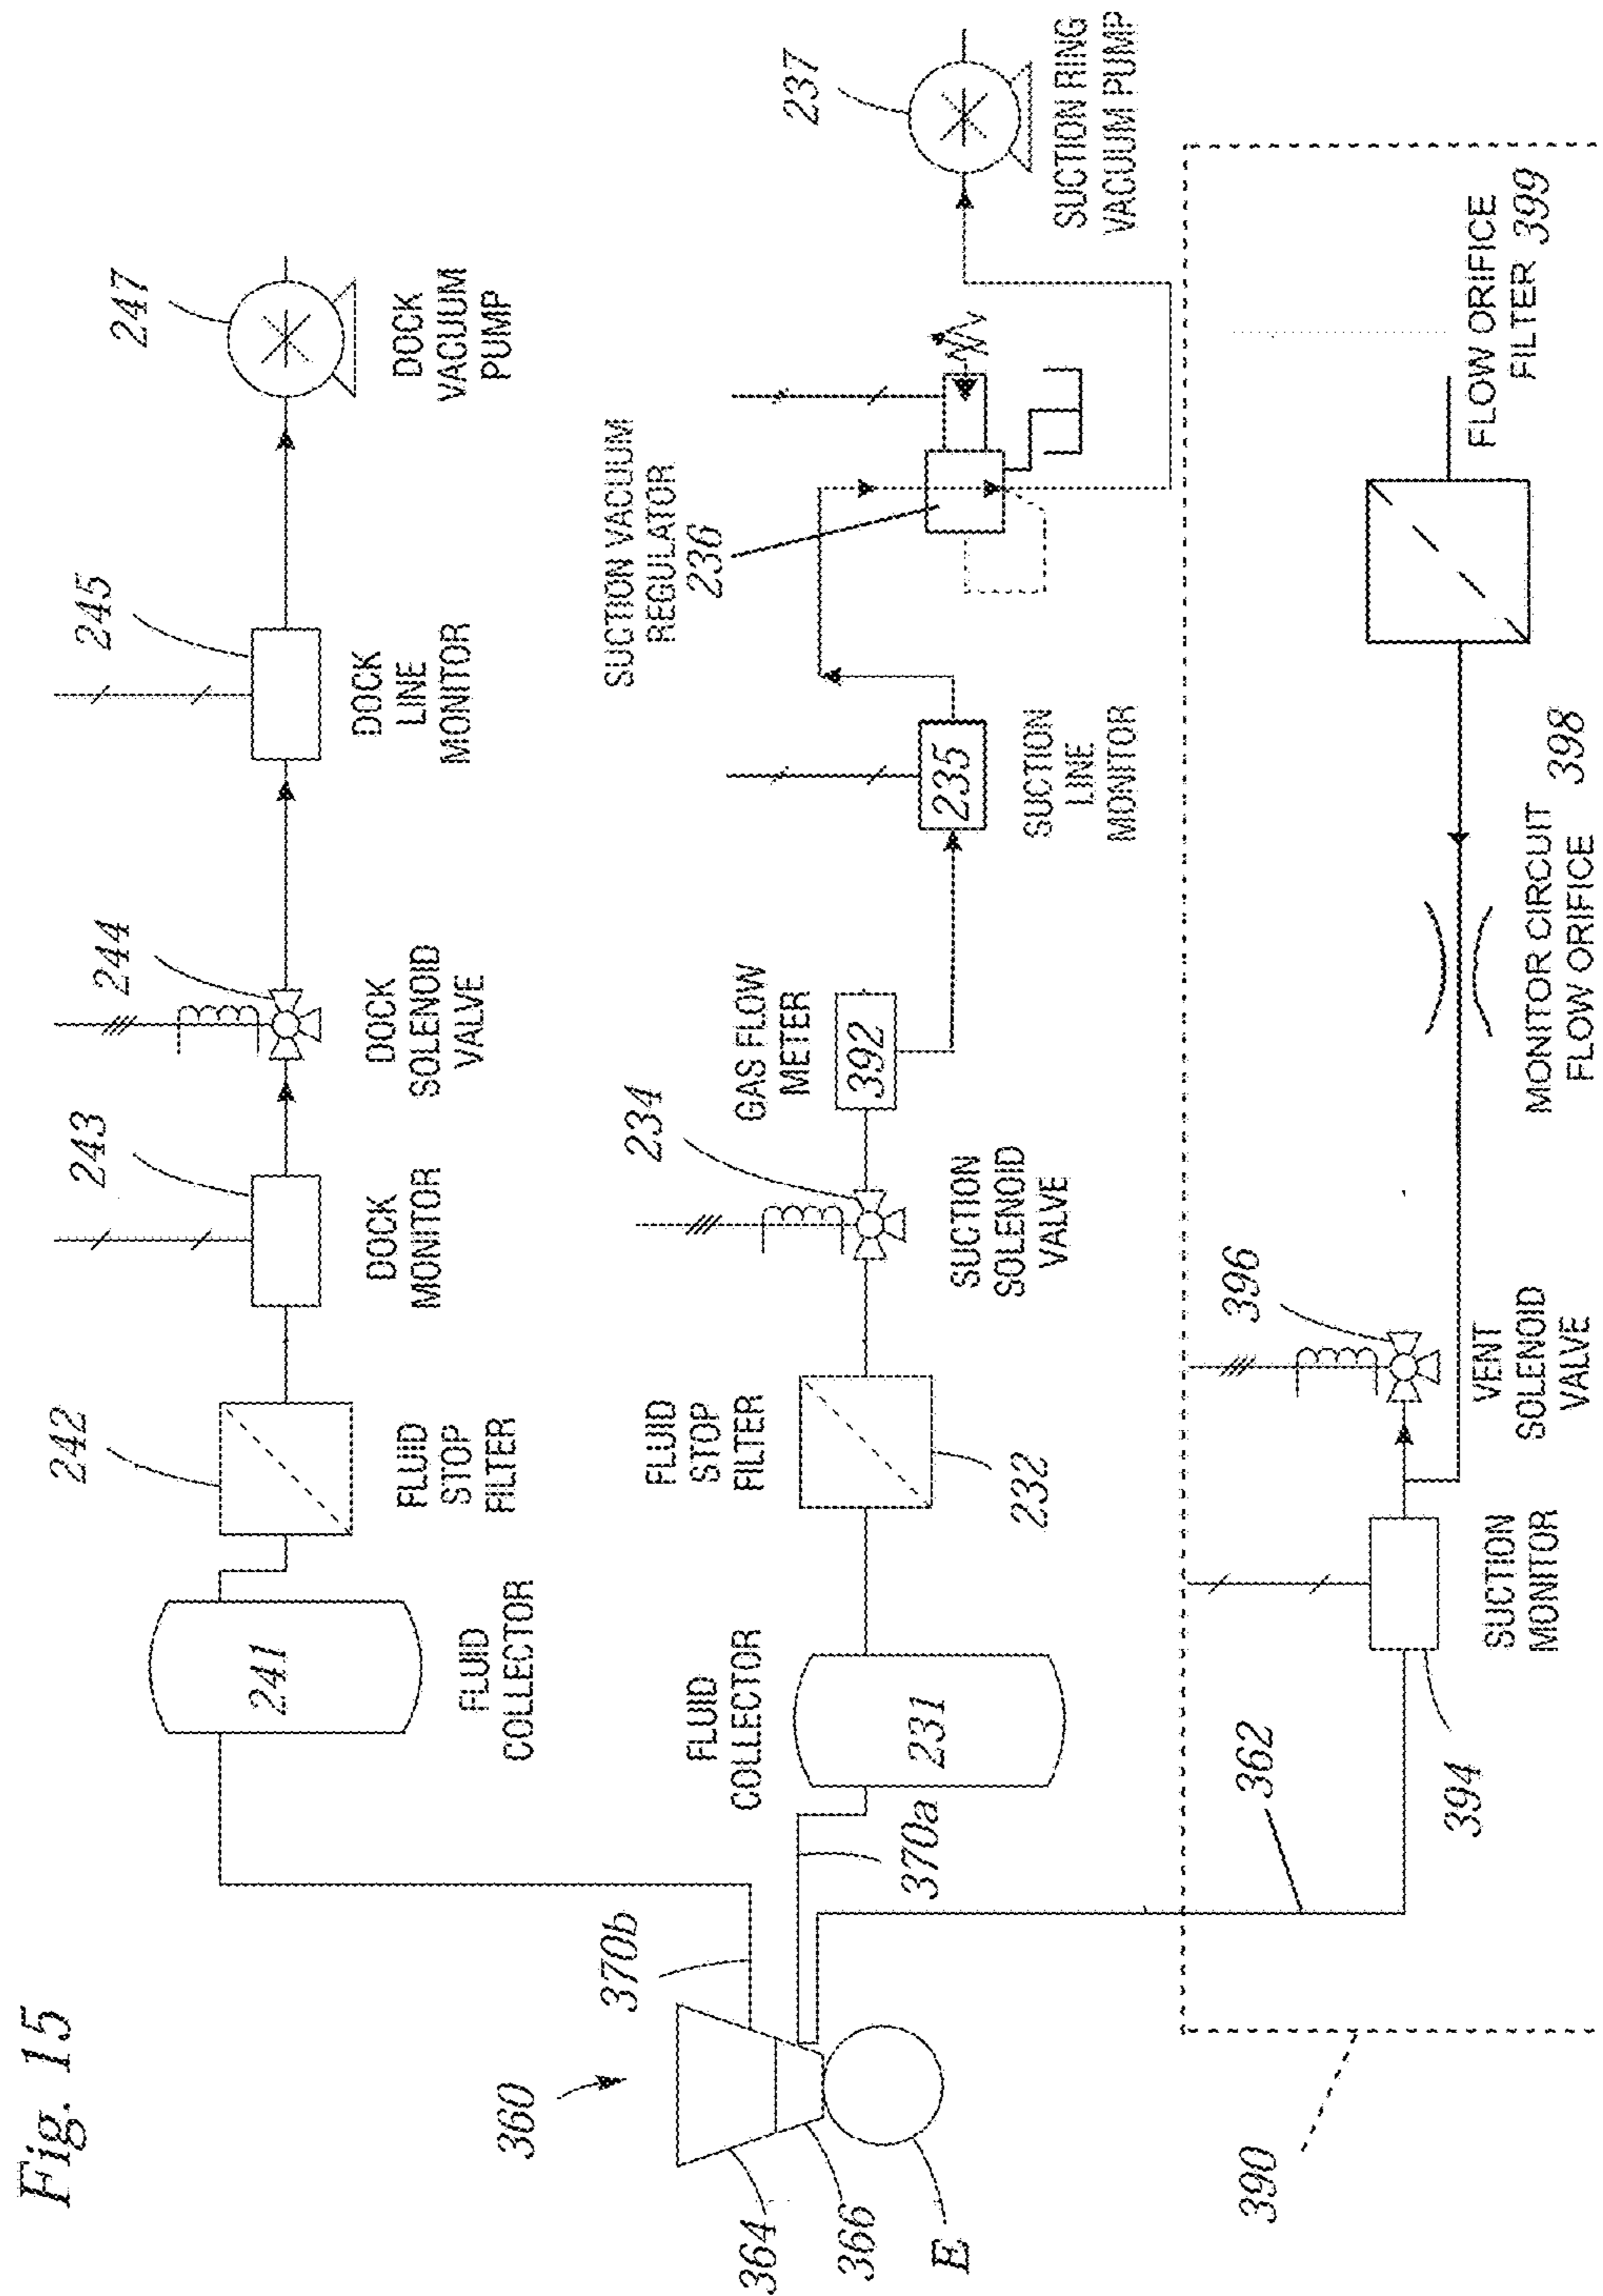 Fig. 15
247
DOCK
VACUUM
PUMP
245
DOCK
LINE
MONITOR
244
DOCK
SOLENOID
VALVE
243
DOCK
MONITOR
242
FLUID
STOP
FILTER
241
FLUID
COLLECTOR
370b
360
364
366
E
237
SUCTION RING
VACUUM PUMP
SUCTION VACUUM
REGULATOR
236
235
SUCTION
LINE
MONITOR
GAS FLOW
METER
392
234
SUCTION
SOLENOID
VALVE
FLUID
STOP
FILTER
232
FLUID
COLLECTOR
231
370a
FLOW ORIFICE
FILTER 399
MONITOR CIRCUIT
FLOW ORIFICE 398
396
VENT
SOLENOID
VALVE
SUCTION
MONITOR
394
362
390